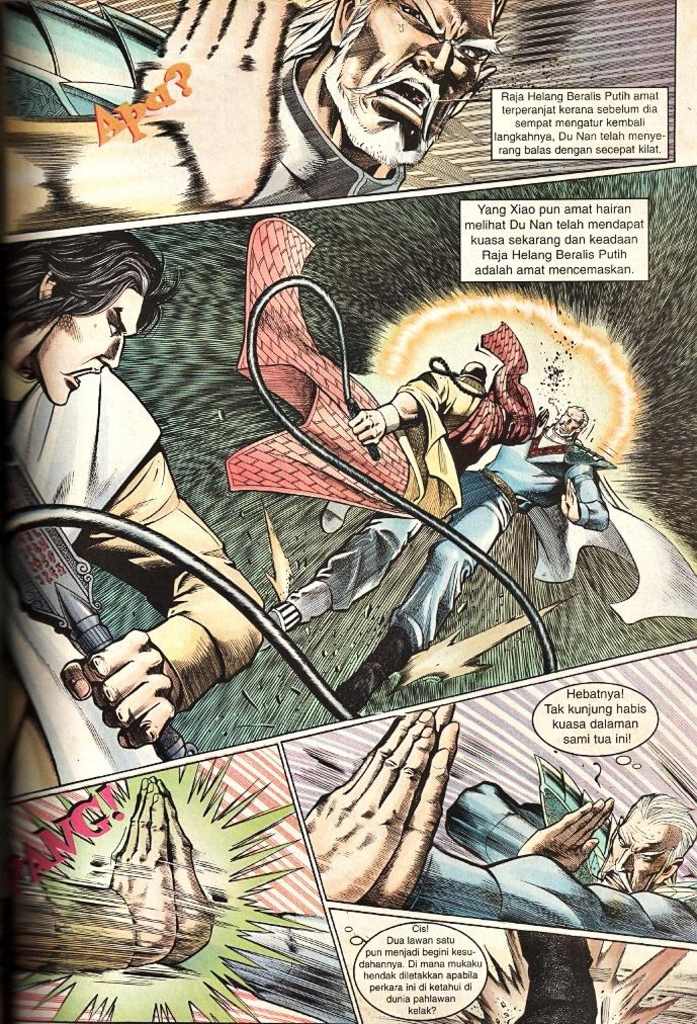 Apa?
Raja Helang Beralis Putih amat
terperanjat kerana sebelum dia
sempat mengatur kembali
langkahnya, Du Nan telah menye-
rang balas dengan secepat kilat.
Yang Xiao pun amat hairan
melihat Du Nan telah mendapat
kuasa sekarang dan keadaan
Raja Helang Beralis Putih
adalah amat mencemaskan.
PANG!
Hebatnya!
Tak kunjung habis
kuasa dalaman
sami tua ini!
Cis!
Dua lawan satu
pun menjadi begini kesu-
dahannya. Di mana mukaku
hendak diletakkan apabila
perkara ini di ketahui di
dunia pahlawan
kelak?